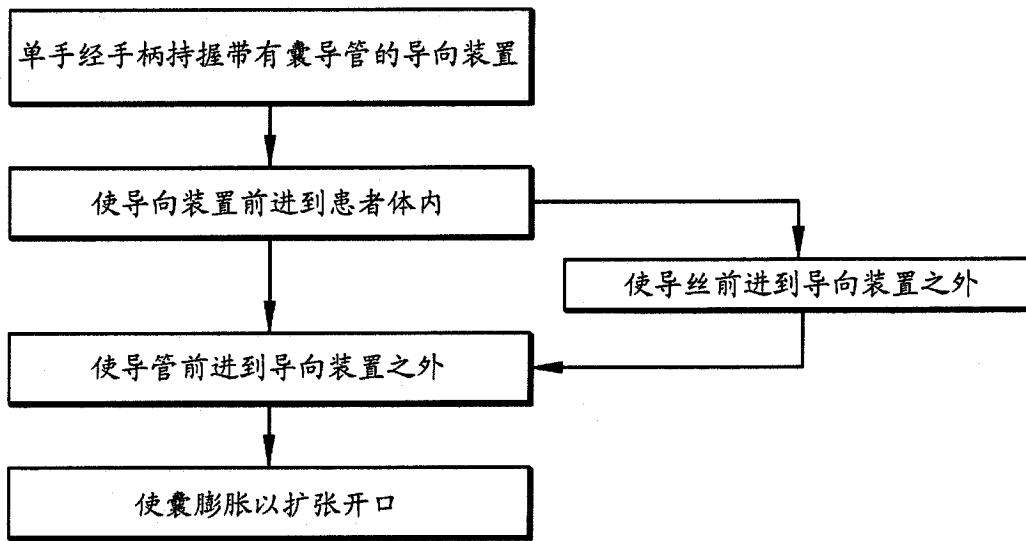 单手经手柄持握带有囊导管的导向装置
使导向装置前进到患者体内
使导丝前进到导向装置之外
使导管前进到导向装置之外
使囊膨胀以扩张开口